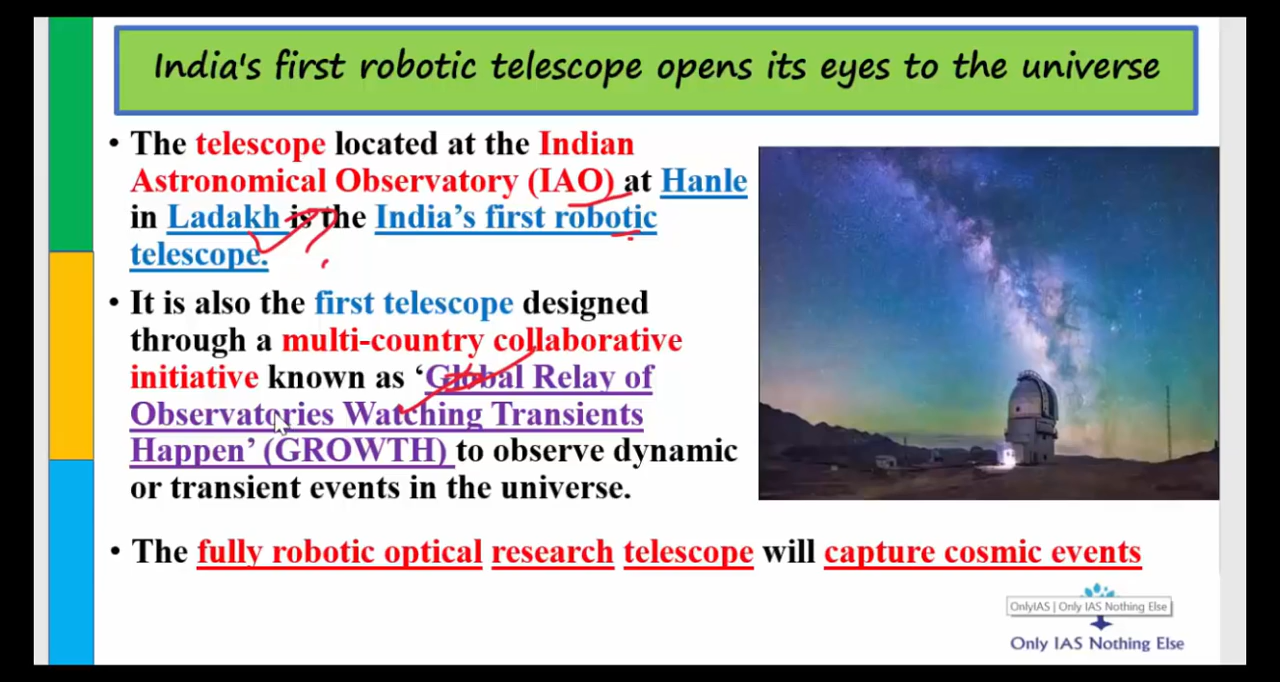 India's first robotic telescope opens its eyes to the universe
• The telescope located at the Indian
Astronomical Observatory (IAO) at Hanle
in Ladakh is the India's first robotic
telescope.
• It is also the first telescope designed
through a multi-country collaborative
initiative known as ‘Global Relay of
Observatories Watching Transients
Happen’ (GROWTH) to observe dynamic
or transient events in the universe.
• The fully robotic optical research telescope will capture cosmic events
OnlyIAS | Only IAS Nothing Else
Only IAS Nothing Else